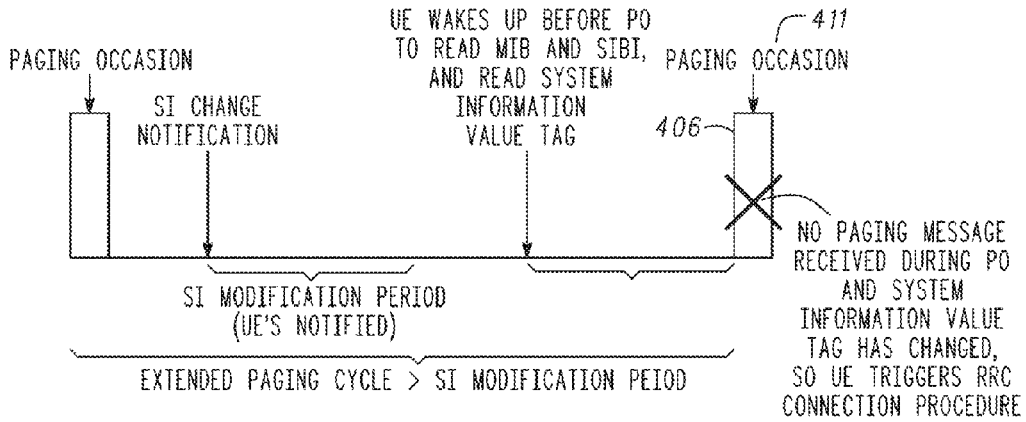 PAGING OCCASION
SI CHANGE
NOTIFICATION
UE WAKES UP BEFORE PO
TO READ MIB AND SIBI,
AND READ SYSTEM
INFORMATION
VALUE TAG
411
PAGING OCCASION
406
NO PAGING MESSAGE
RECEIVED DURING PO
AND SYSTEM
INFORMATION VALUE
TAG HAS CHANGED,
SO UE TRIGGERS RRC
CONNECTION PROCEDURE
SI MODIFICATION PERIOD
(UE'S NOTIFIED)
EXTENDED PAGING CYCLE > SI MODIFICATION PEIOD